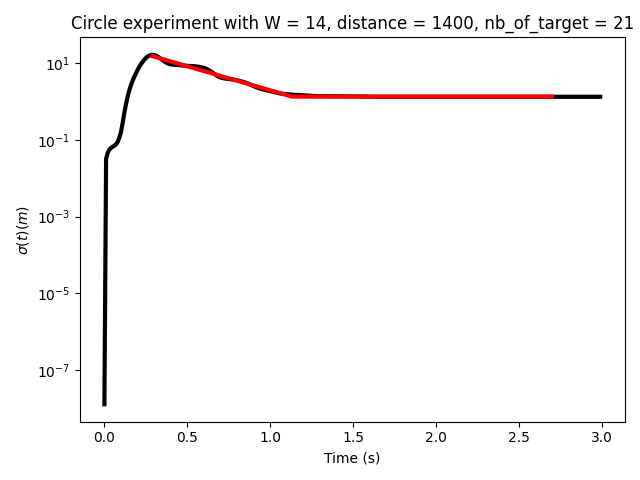 Circle experiment with W = 14, distance = 1400, nb_of_target = 21
σ(t)(m)
10¹
10⁻¹
10⁻³
10⁻⁵
10⁻⁷
0.0 0.5 1.0 1.5 2.0 2.5 3.0
Time (s)